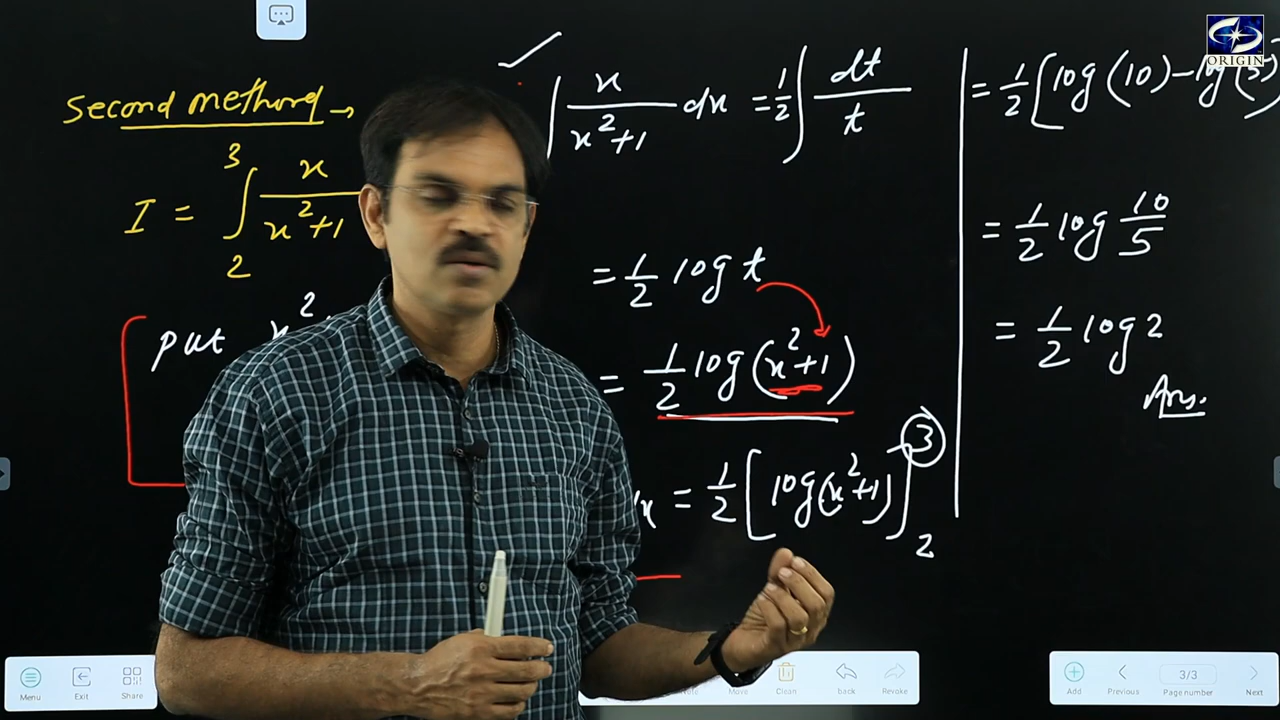 ORIGIN
Second method →
I = ∫₂³ x/(x²+1)
put x²
∫ x/(x²+1) dx = 1/2 ∫ dt/t
= 1/2 log t
= 1/2 log(x²+1)
x = 1/2 [log(x²+1)]₂³
= 1/2 [log(10) - log(5)
= 1/2 log 10/5
= 1/2 log 2
Ans.
Menu
Exit
Share
Note
Move
Clean
back
Revoke
Add
Previous
3/3
Page number
Next